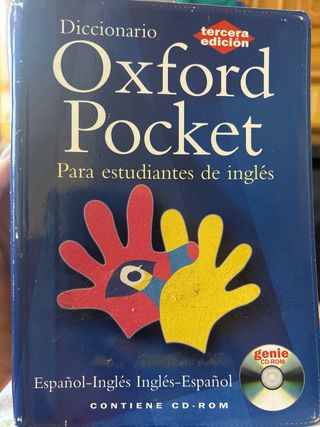 Diccionario
tercera
edición
Oxford
Pocket
Para estudiantes de inglés
genie
CD-ROM
Español-Inglés Inglés-Español
CONTIENE CD-ROM